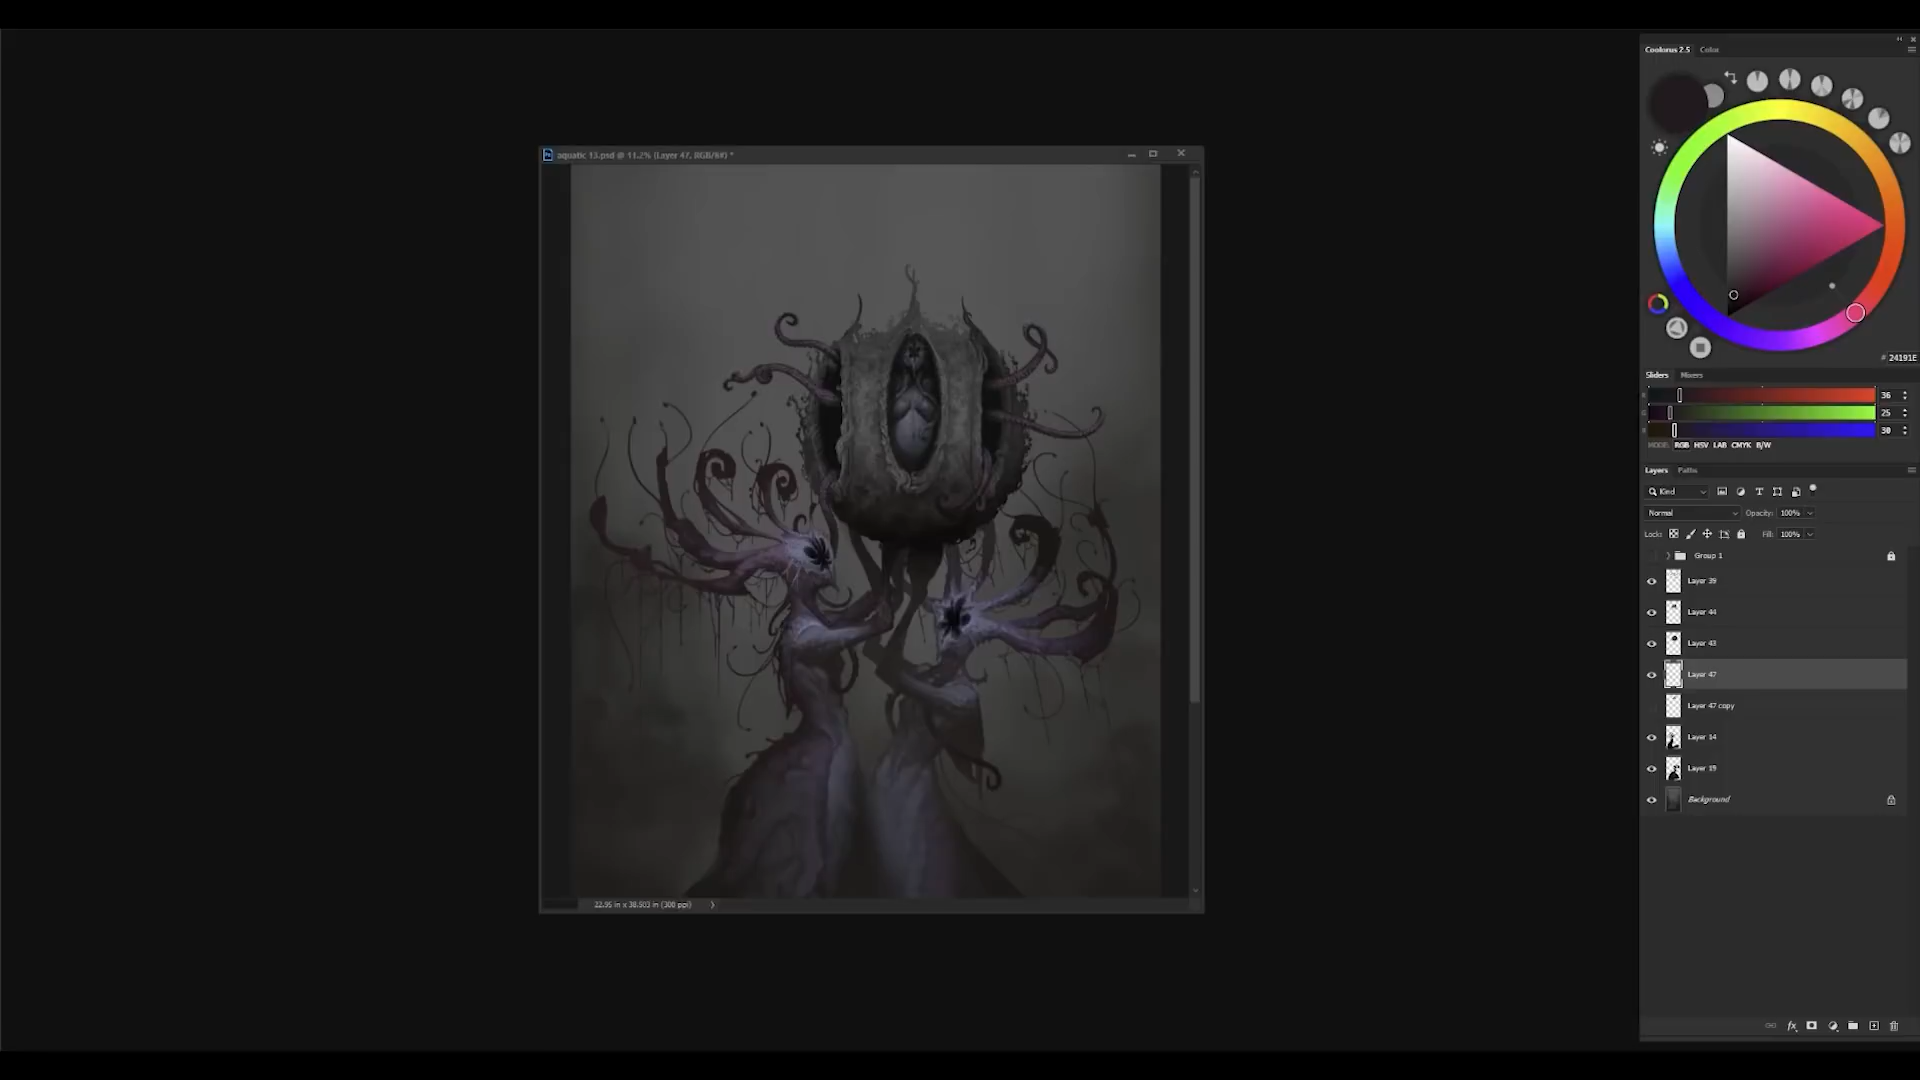 Coolorus 2.5 Color
aquatic 13.psd @ 11.2% (Layer 47, RGB/8#) *
# 24191E
Sliders Mixers
36
25
30
MODE: RGB HSV LAB CMYK B/W
Layers Paths
Kind
Normal Opacity: 100%
Lock: Fill: 100%
Group 1
Layer 39
Layer 44
Layer 43
Layer 47
Layer 47 copy
Layer 14
Layer 19
Background
22.95 in x 38.503 in (300 ppi)
fx